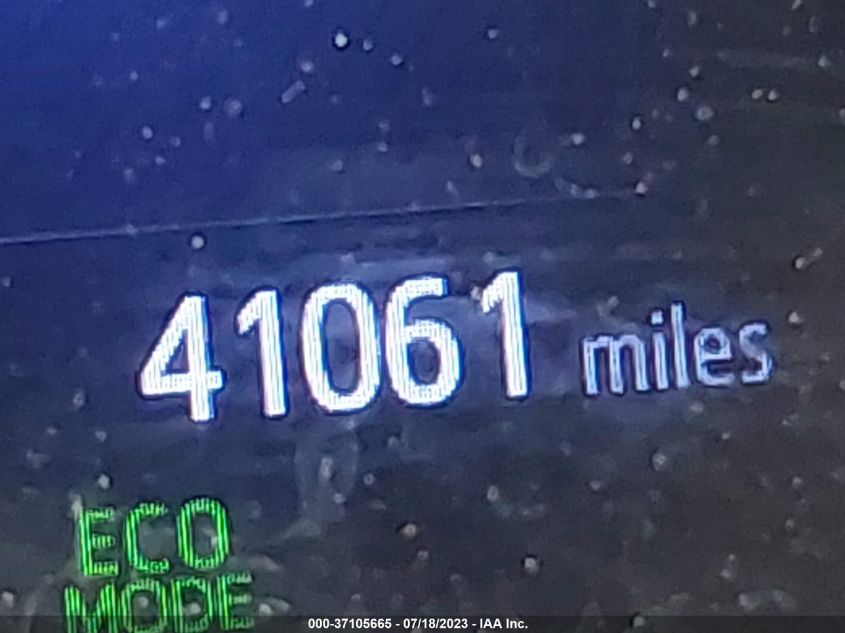 41061 miles
ECO
MODE
000-37105665 - 07/18/2023 - IAA Inc.